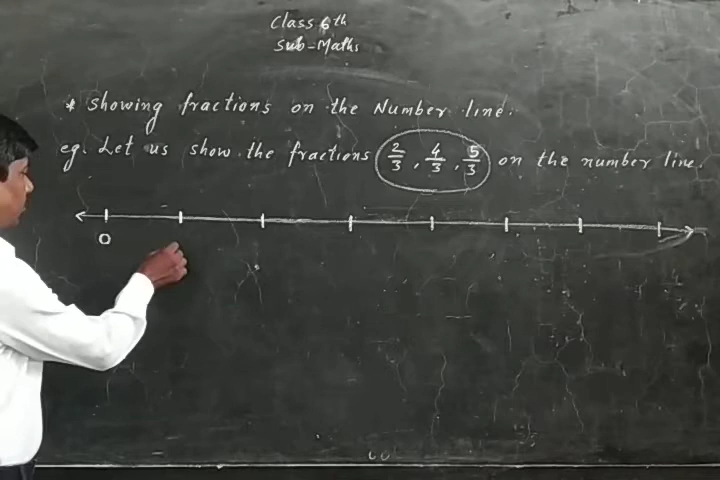 Class 6th
Sub-Maths
* Showing fractions on the Number line.
eg. Let us show the fractions 2/3, 4/3, 5/3 on the number line.
0